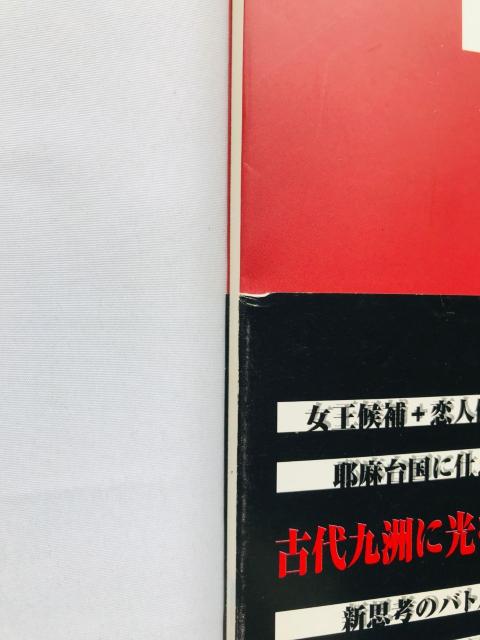 女王候補+恋人
耶麻台国に仕
古代九洲に光
新思考のバトル